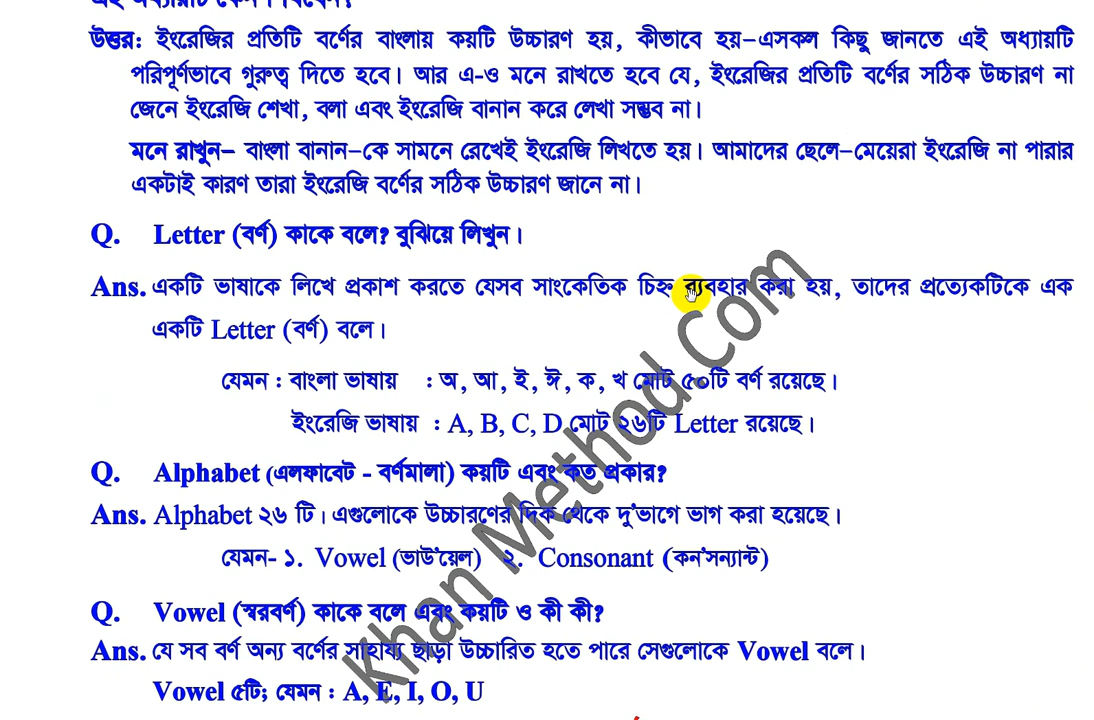 এই অধ্যায়টি কেন শিখবেন?
উত্তর: ইংরেজির প্রতিটি বর্ণের বাংলায় কয়টি উচ্চারণ হয়, কীভাবে হয়–এসকল কিছু জানতে এই অধ্যায়টি
পরিপূর্ণভাবে গুরুত্ব দিতে হবে। আর এ-ও মনে রাখতে হবে যে, ইংরেজির প্রতিটি বর্ণের সঠিক উচ্চারণ না
জেনে ইংরেজি শেখা, বলা এবং ইংরেজি বানান করে লেখা সম্ভব না।
মনে রাখুন– বাংলা বানান–কে সামনে রেখেই ইংরেজি লিখতে হয়। আমাদের ছেলে–মেয়েরা ইংরেজি না পারার
একটাই কারণ তারা ইংরেজি বর্ণের সঠিক উচ্চারণ জানে না।
Q. Letter (বর্ণ) কাকে বলে? বুঝিয়ে লিখুন।
Ans. একটি ভাষাকে লিখে প্রকাশ করতে যেসব সাংকেতিক চিহ্ন ব্যবহার করা হয়, তাদের প্রত্যেকটিকে এক
একটি Letter (বর্ণ) বলে।
যেমন : বাংলা ভাষায় : অ, আ, ই, ঈ, ক, খ মোট ৫০টি বর্ণ রয়েছে।
ইংরেজি ভাষায় : A, B, C, D মোট ২৬টি Letter রয়েছে।
Q. Alphabet (এলফাবেট - বর্ণমালা) কয়টি এবং কত প্রকার?
Ans. Alphabet ২৬ টি। এগুলোকে উচ্চারণের দিক থেকে দু'ভাগে ভাগ করা হয়েছে।
যেমন- ১. Vowel (ভাউ'য়েল) ২. Consonant (কন'সন্যান্ট)
Q. Vowel (স্বরবর্ণ) কাকে বলে এবং কয়টি ও কী কী?
Ans. যে সব বর্ণ অন্য বর্ণের সাহায্য ছাড়া উচ্চারিত হতে পারে সেগুলোকে Vowel বলে।
Vowel ৫টি; যেমন : A, E, I, O, U
Khan Method.Com